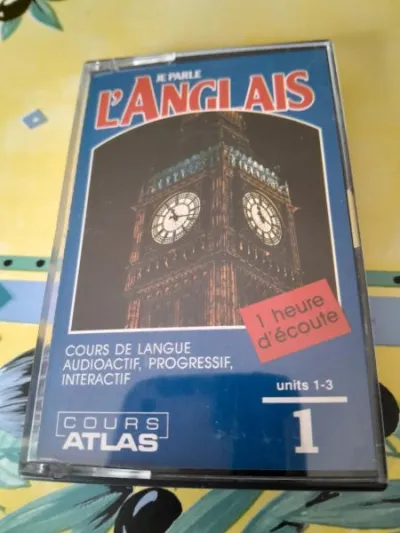 JE PARLE
L'ANGLAIS
1 heure
d'écoute
COURS DE LANGUE
AUDIOACTIF, PROGRESSIF,
INTERACTIF
units 1-3
1
COURS
ATLAS